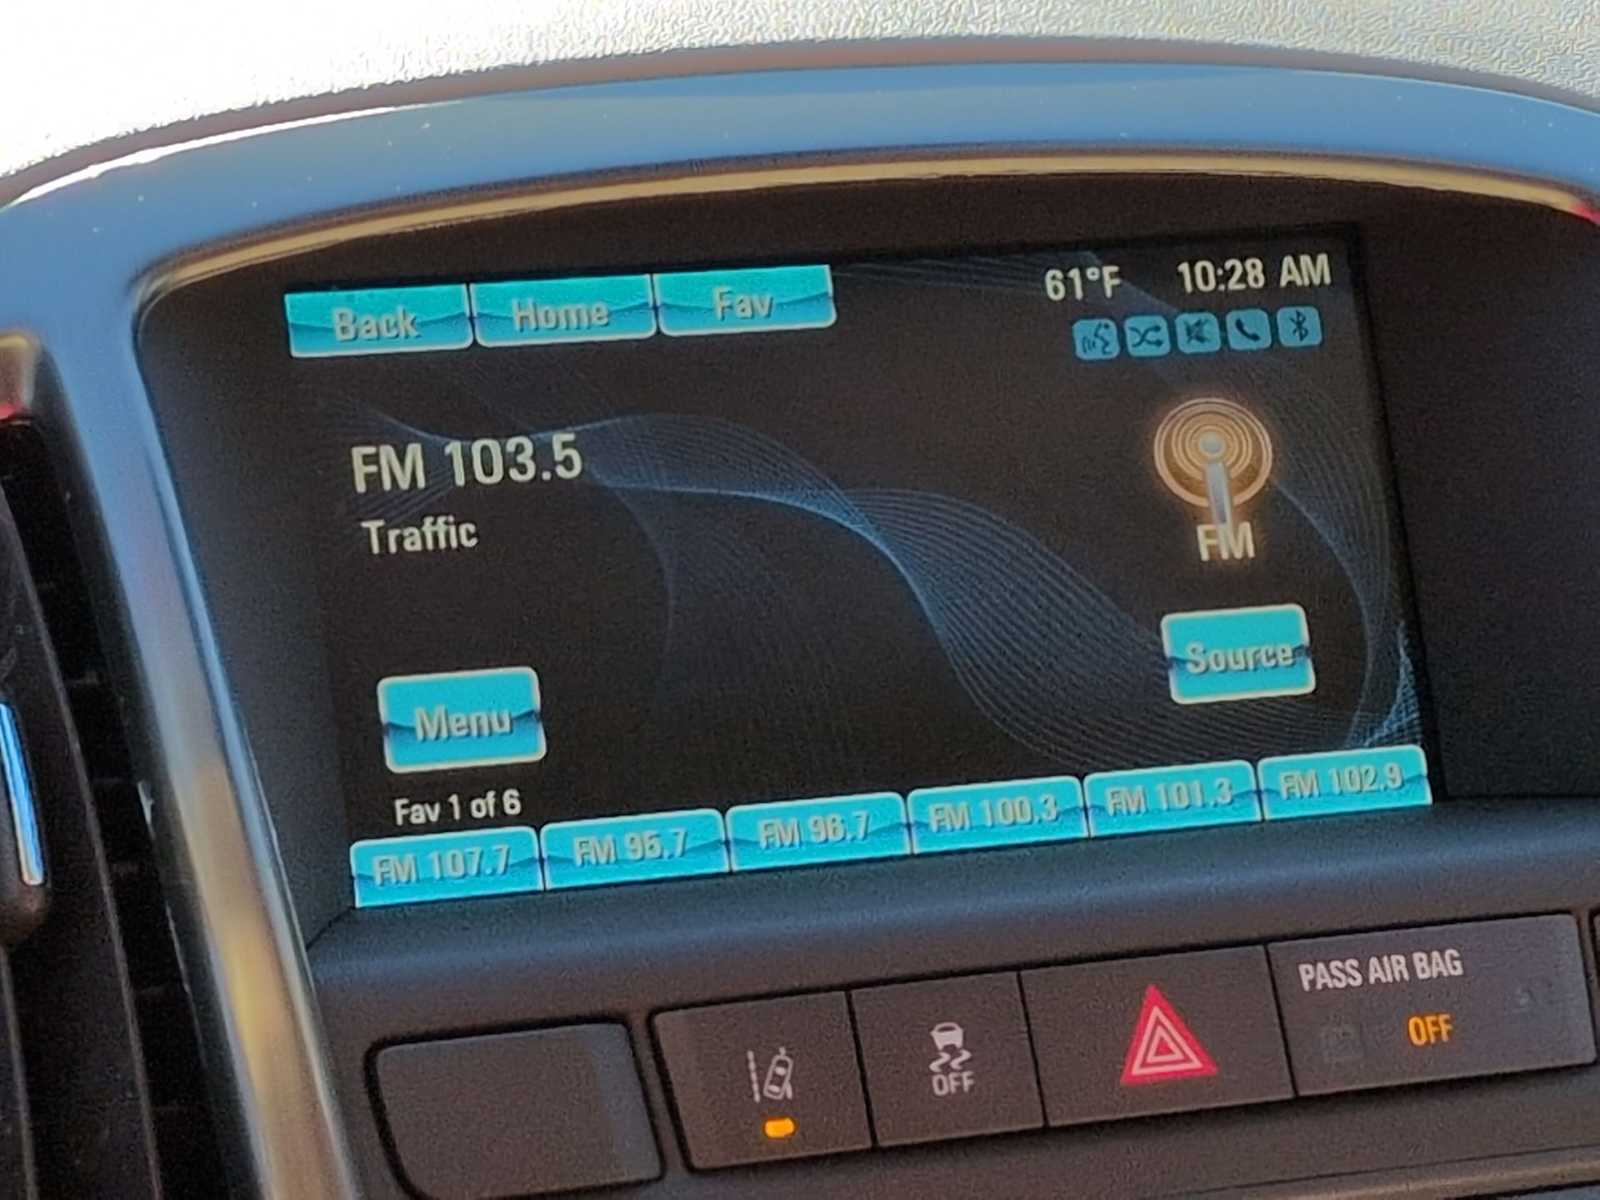 Back Home Fav 61°F 10:28 AM
FM 103.5
Traffic
FM
Source
Menu
Fav 1 of 6
FM 107.7 FM 95.7 FM 96.7 FM 100.3 FM 101.3 FM 102.9
PASS AIR BAG
OFF
OFF